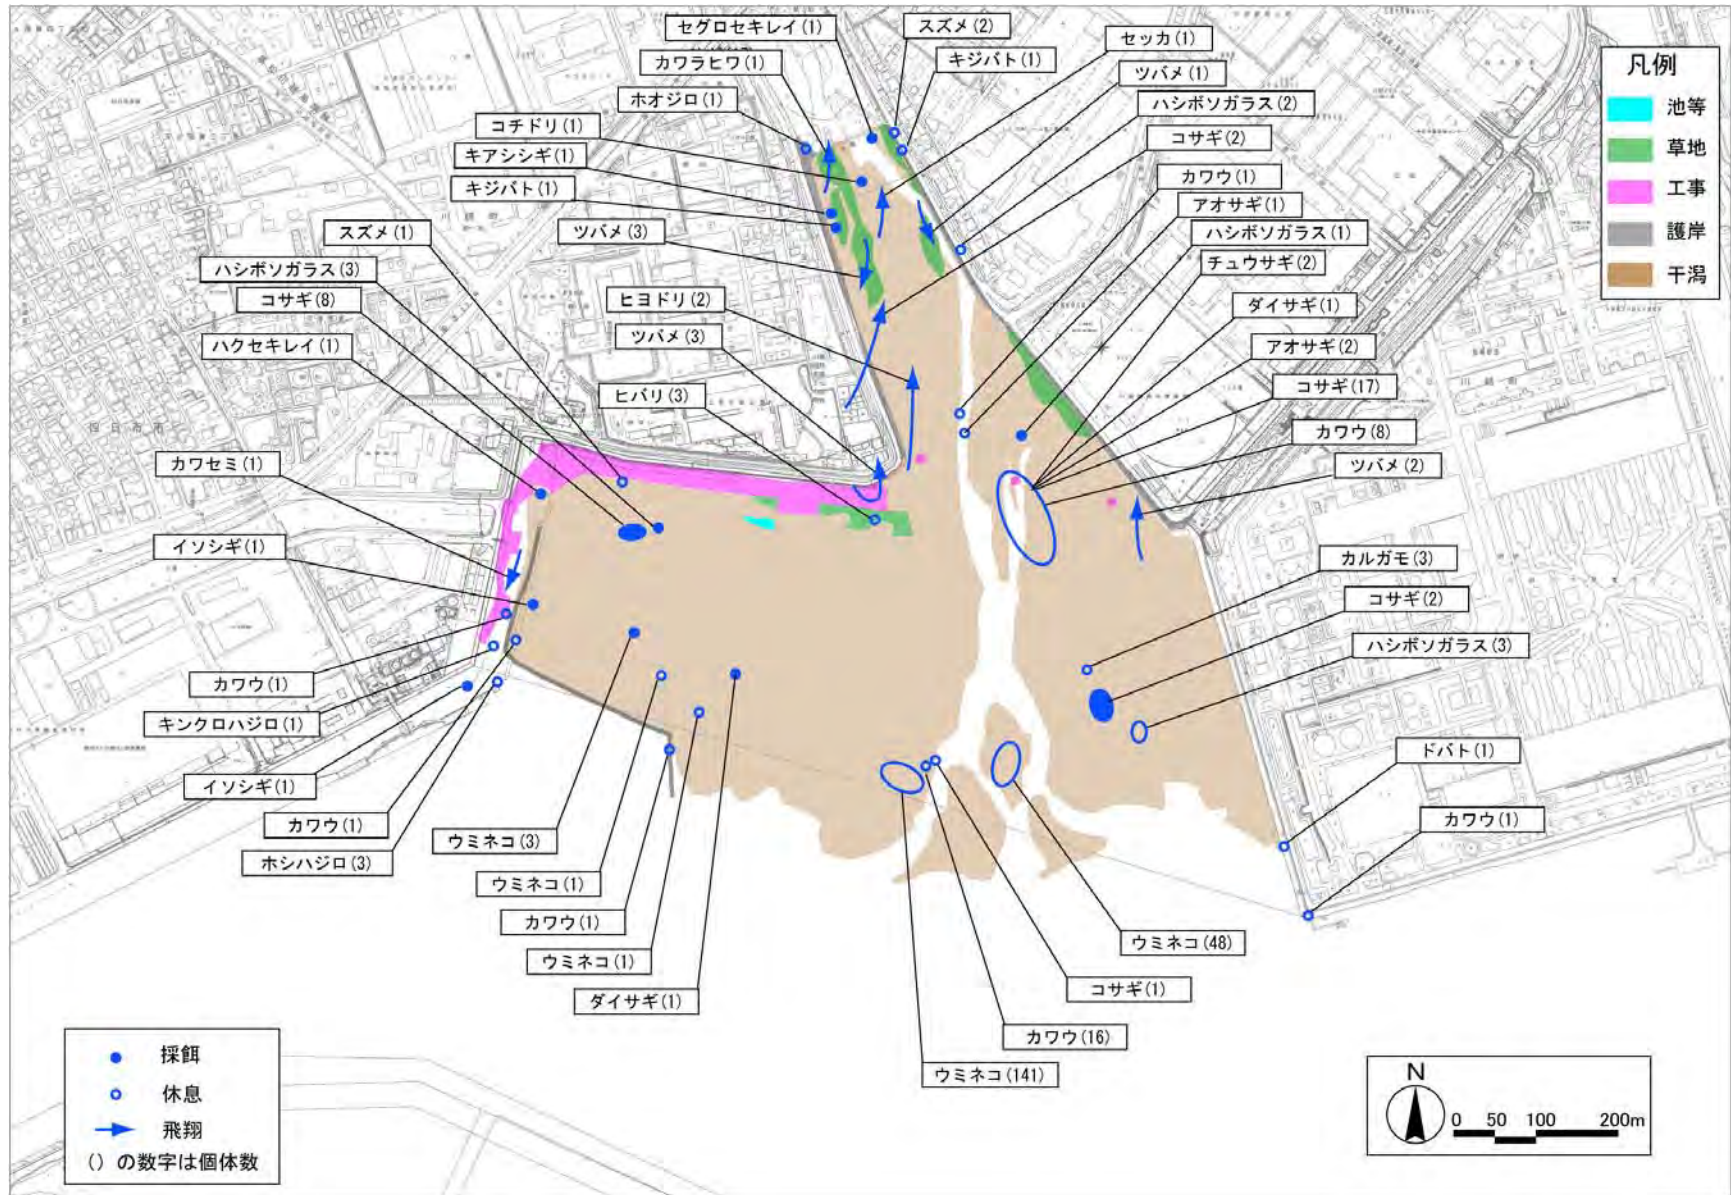 セグロセキレイ(1)
スズメ(2)
セッカ(1)
カワラヒワ(1)
キジバト(1)
ツバメ(1)
ホオジロ(1)
ハシボソガラス(2)
コチドリ(1)
コサギ(2)
キアシシギ(1)
カワウ(1)
キジバト(1)
アオサギ(1)
スズメ(1)
ツバメ(3)
ハシボソガラス(1)
ハシボソガラス(3)
チュウサギ(2)
コサギ(8)
ヒヨドリ(2)
ダイサギ(1)
ハクセキレイ(1)
ツバメ(3)
アオサギ(2)
ヒバリ(3)
コサギ(17)
カワウ(8)
カワセミ(1)
ツバメ(2)
イソシギ(1)
カルガモ(3)
コサギ(2)
ハシボソガラス(3)
カワウ(1)
キンクロハジロ(1)
イソシギ(1)
ドバト(1)
カワウ(1)
カワウ(1)
ホシハジロ(3)
ウミネコ(3)
ウミネコ(1)
カワウ(1)
ウミネコ(1)
ダイサギ(1)
ウミネコ(48)
コサギ(1)
カワウ(16)
ウミネコ(141)
凡例
池等
草地
工事
護岸
干潟
四日市市
川越町
川越町
採餌
休息
飛翔
()の数字は個体数
N
0 50 100 200m